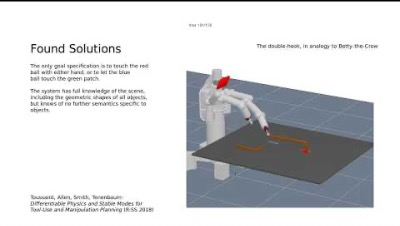 Found Solutions
The double-hook, in analogy to Betty-the-Crow
The only goal specification is to touch the red
ball with either hand, or to let the blue
ball touch the green patch.
The system has full knowledge of the scene,
including the geometric shapes of all objects,
but knows of no further semantics specific to
objects.
Toussaint, Allen, Smith, Tenenbaum:
Differentiable Physics and Stable Modes for
Tool-Use and Manipulation Planning (R:SS 2018)